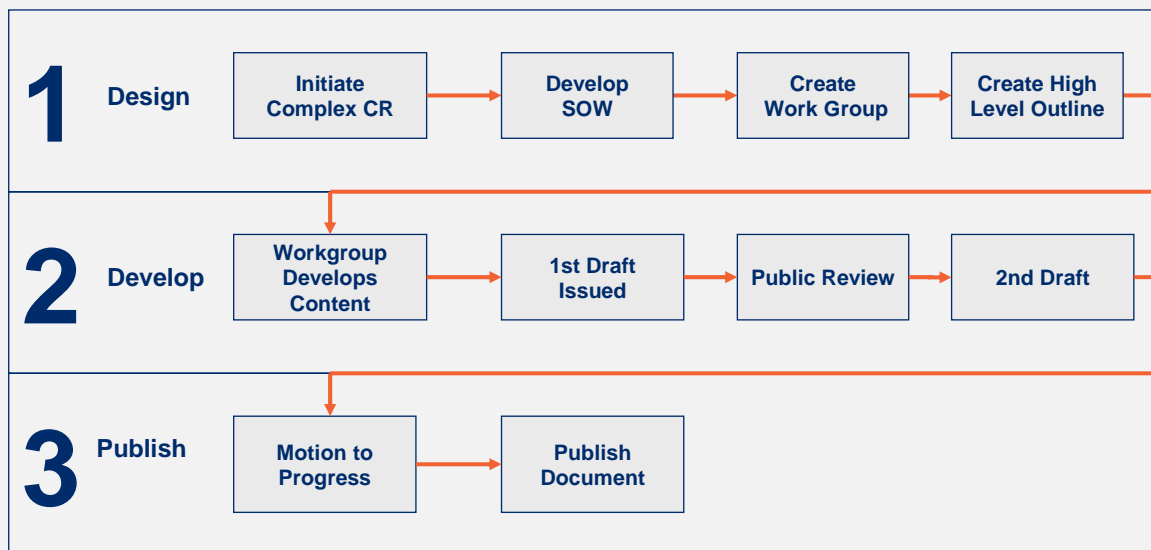 1
Design
Initiate
Complex CR
Develop
SOW
Create
Work Group
Create High
Level Outline
2
Develop
Workgroup
Develops
Content
1st Draft
Issued
Public Review
2nd Draft
3
Publish
Motion to
Progress
Publish
Document